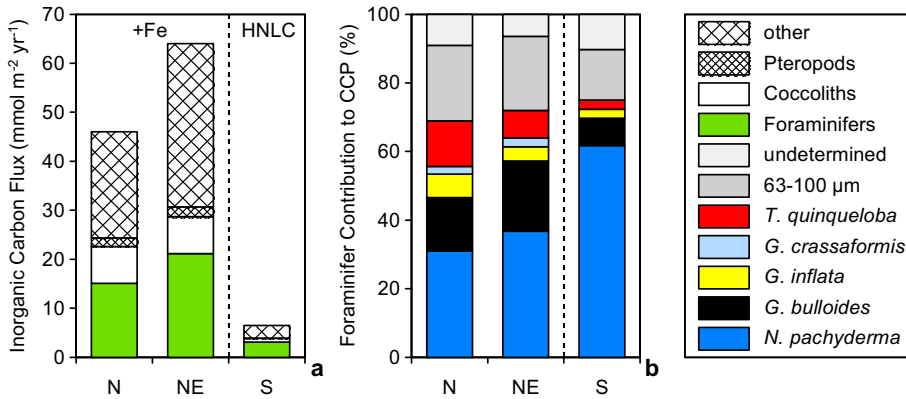 Inorganic Carbon Flux (mmol m⁻² yr⁻¹)
70
60
50
40
30
20
10
0
+Fe
HNLC
N
NE
S
a
Foraminifer Contribution to CCP (%)
100
80
60
40
20
0
N
NE
S
b
other
Pteropods
Coccoliths
Foraminifers
undetermined
63-100 µm
T. quinqueloba
G. crassaformis
G. inflata
G. bulloides
N. pachyderma